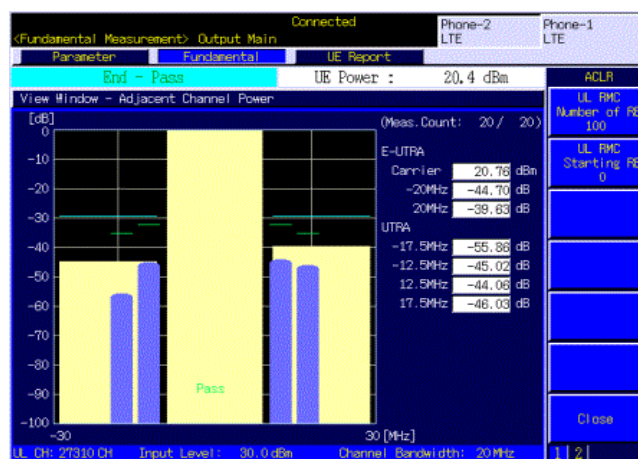 Connected
Phone-2
LTE
Phone-1
LTE
<Fundamental Measurement> Output Main
Parameter
Fundamental
UE Report
End - Pass
UE Power :
20.4 dBm
View Window - Adjacent Channel Power
(Meas.Count: 20/ 20)
[dB]
0
-10
-20
-30
-40
-50
-60
-70
-80
-90
-100
-30
30 [MHz]
Pass
E-UTRA
Carrier 20.76 dBm
-20MHz -44.70 dB
20MHz -39.63 dB
UTRA
-17.5MHz -55.86 dB
-12.5MHz -45.02 dB
12.5MHz -44.06 dB
17.5MHz -46.03 dB
ACLR
UL RMC
Number of RB
100
UL RMC
Starting RB
0
Close
1 2
UL CH: 27310 CH
Input Level: 30.0 dBm
Channel Bandwidth: 20 MHz